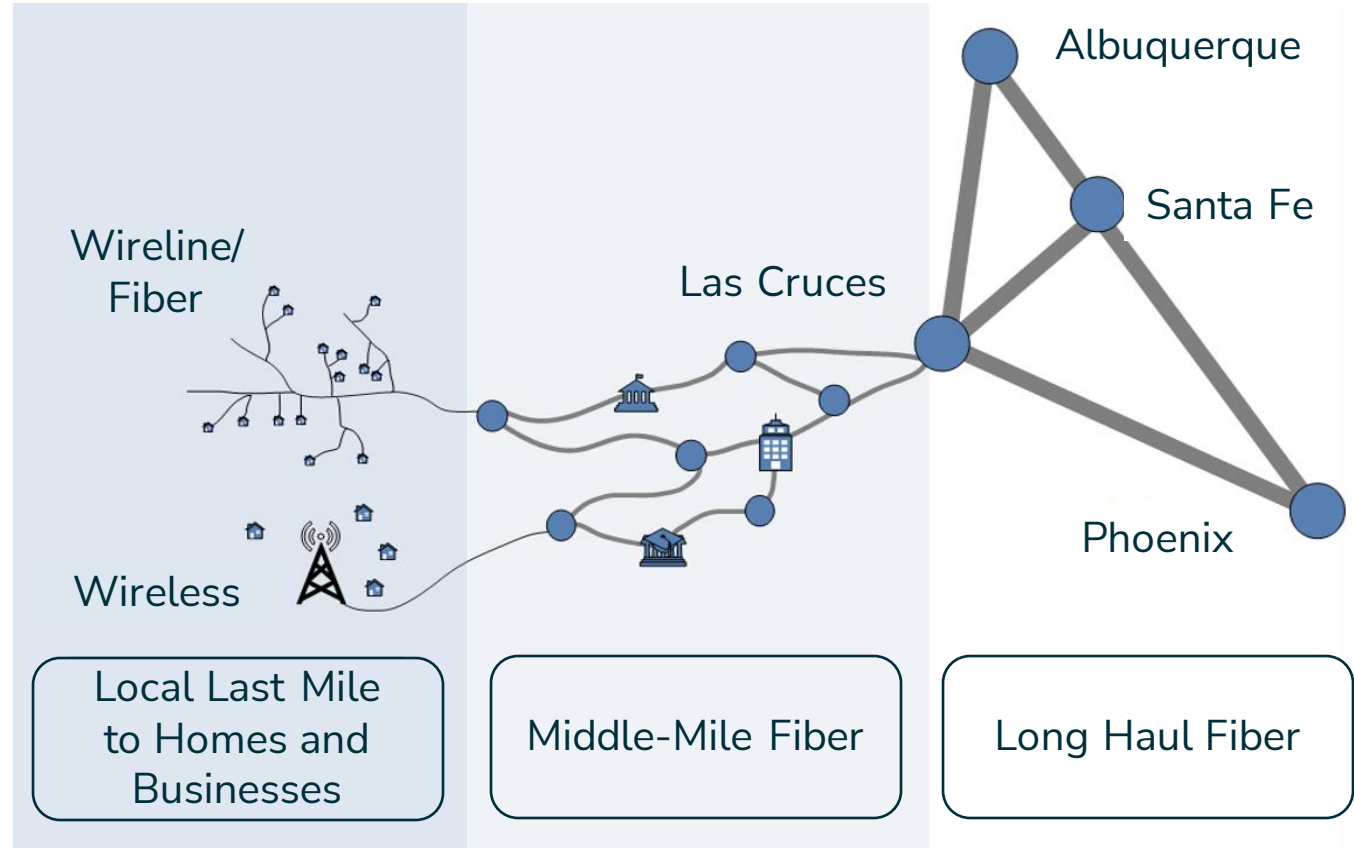 Albuquerque
Santa Fe
Wireline/
Fiber
Las Cruces
Phoenix
Wireless
Local Last Mile
to Homes and
Businesses
Middle-Mile Fiber
Long Haul Fiber